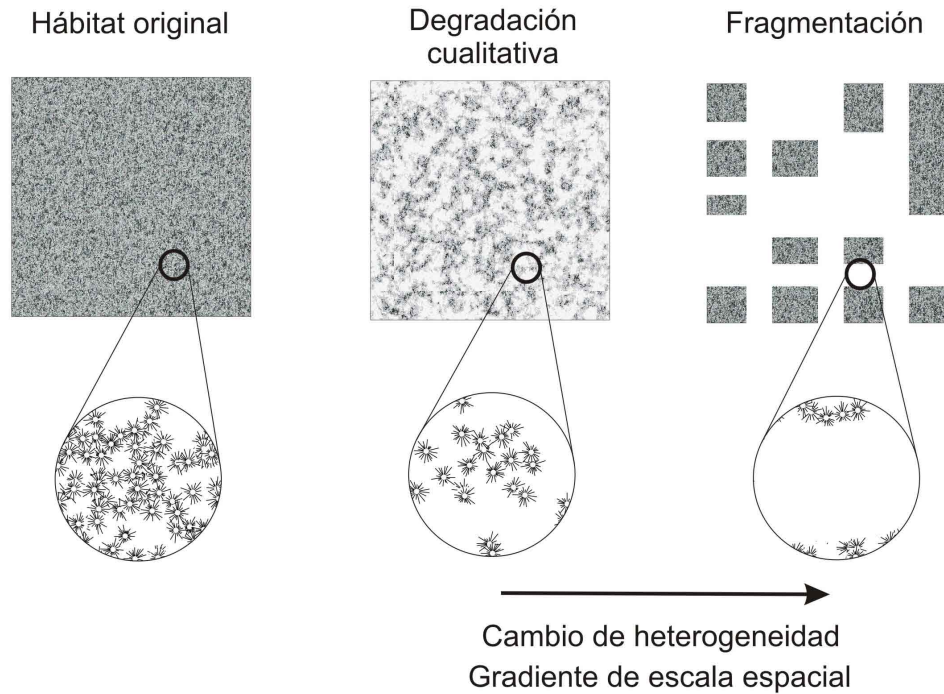 Hábitat original
Degradación
cualitativa
Fragmentación
Cambio de heterogeneidad
Gradiente de escala espacial